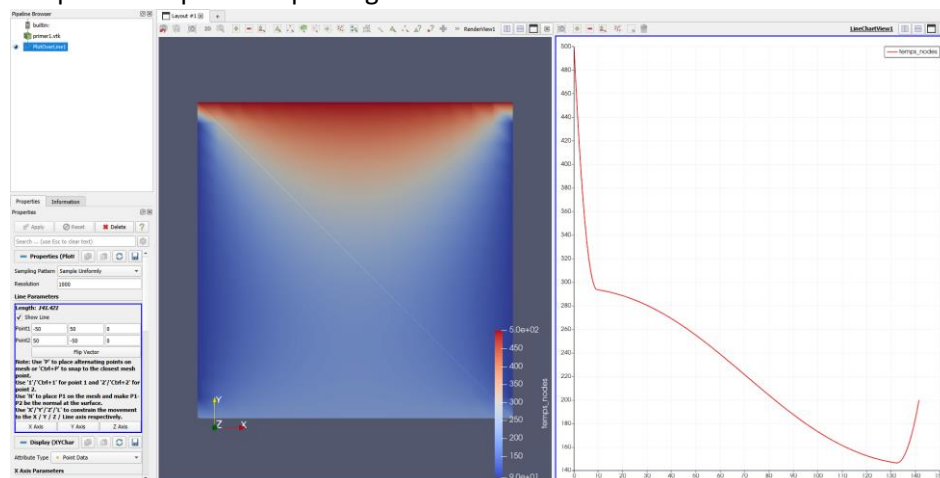 Pipeline Browser
builtin:
primer1.vtk
PlotOverLine1
Properties Information
Properties
Apply Reset Delete ?
Search ... (use Esc to clear text)
Properties (Plott
Sampling Pattern Sample Uniformly
Resolution 1000
Line Parameters
Length: 141.421
Show Line
Point1 -50 50 0
Point2 50 -50 0
Flip Vector
Note: Use 'P' to place alternating points on
mesh or 'Ctrl+P' to snap to the closest mesh
point.
Use '1'/'Ctrl+1' for point 1 and '2'/'Ctrl+2' for
point 2.
Use 'N' to place P1 on the mesh and make P1-
P2 be the normal at the surface.
Use 'X'/'Y'/'Z'/'L' to constrain the movement
to the X / Y / Z / Line axis respectively.
X Axis Y Axis Z Axis
Display (XYChar
Attribute Type Point Data
X Axis Parameters
Layout #1 +
3D
RenderView1
Y
Z X
5.0e+02
450
400
350
300
250
200
150
9.0e+01
temps_nodes
LineChartView1
temps_nodes
500
480
460
440
420
400
380
360
340
320
300
280
260
240
220
200
180
160
140
0 10 20 30 40 50 60 70 80 90 100 110 120 130 140